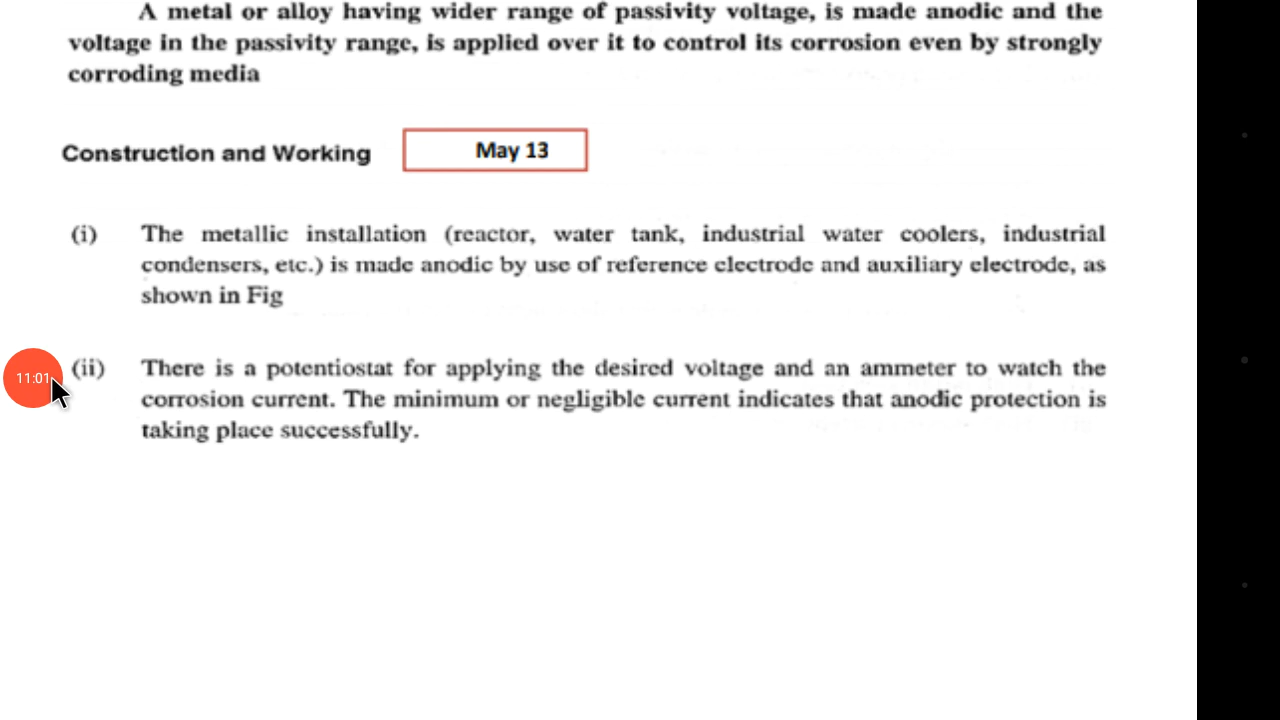 A metal or alloy having wider range of passivity voltage, is made anodic and the
voltage in the passivity range, is applied over it to control its corrosion even by strongly
corroding media
Construction and Working
May 13
(i) The metallic installation (reactor, water tank, industrial water coolers, industrial
condensers, etc.) is made anodic by use of reference electrode and auxiliary electrode, as
shown in Fig
11:01
(ii) There is a potentiostat for applying the desired voltage and an ammeter to watch the
corrosion current. The minimum or negligible current indicates that anodic protection is
taking place successfully.